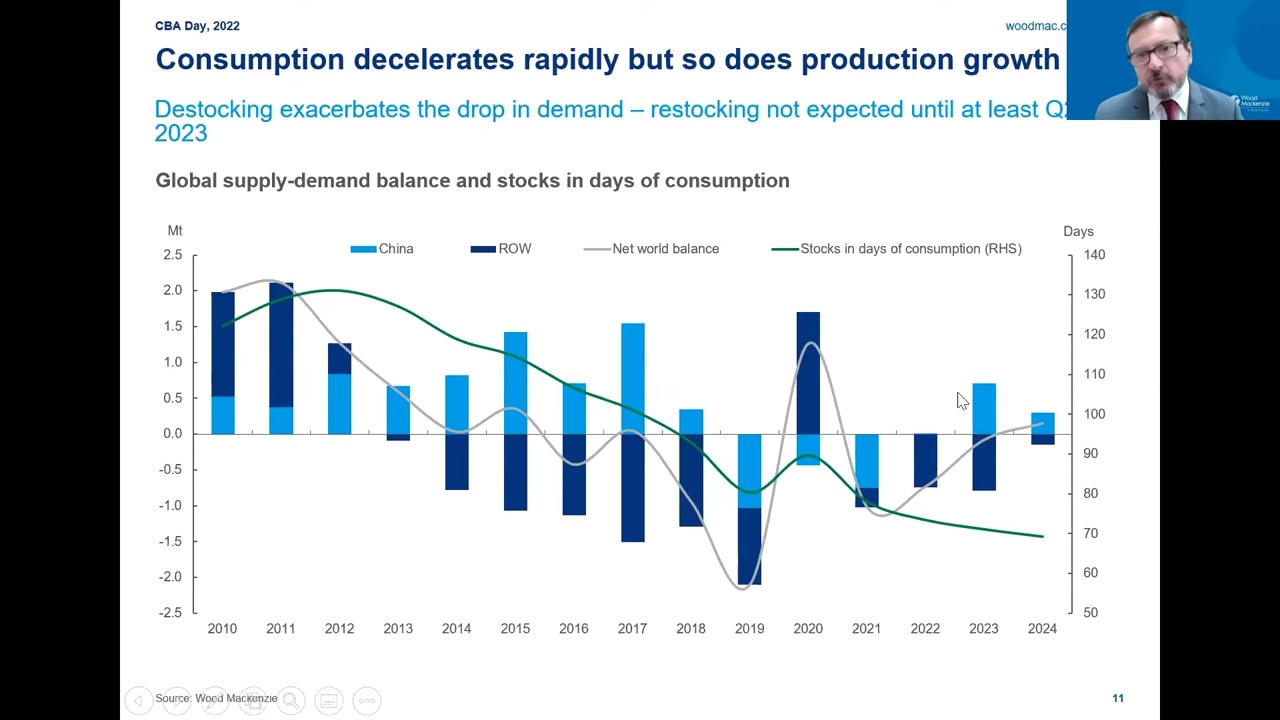 CBA Day, 2022
woodmac.c
Consumption decelerates rapidly but so does production growth
Destocking exacerbates the drop in demand – restocking not expected until at least Q2
2023
Wood
Mackenzie
Global supply-demand balance and stocks in days of consumption
Mt
Days
China
ROW
Net world balance
Stocks in days of consumption (RHS)
2.5
2.0
1.5
1.0
0.5
0.0
-0.5
-1.0
-1.5
-2.0
-2.5
140
130
120
110
100
90
80
70
60
50
2010 2011 2012 2013 2014 2015 2016 2017 2018 2019 2020 2021 2022 2023 2024
Source: Wood Mackenzie
11